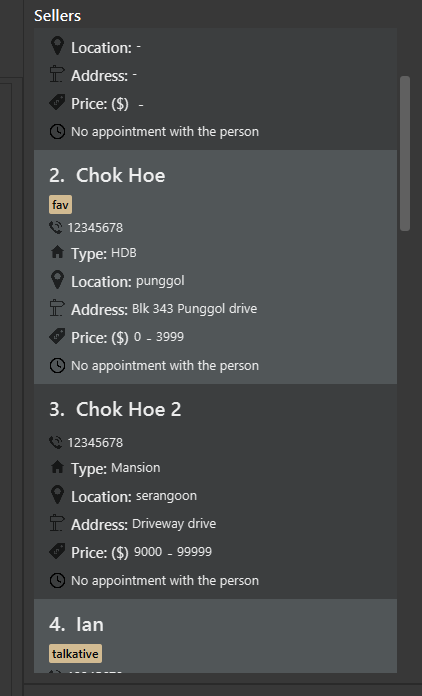 Sellers
Location: -
Address: -
Price: ($) -
No appointment with the person
2. Chok Hoe
fav
12345678
Type: HDB
Location: punggol
Address: Blk 343 Punggol drive
Price: ($) 0 - 3999
No appointment with the person
3. Chok Hoe 2
12345678
Type: Mansion
Location: serangoon
Address: Driveway drive
Price: ($) 9000 - 99999
No appointment with the person
4. Ian
talkative